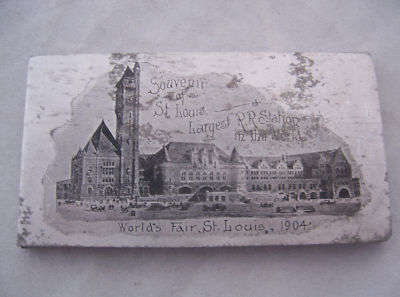 Souvenir
of
St. Louis.
Largest R.R. Station
in the World.
World's Fair, St. Louis, 1904.